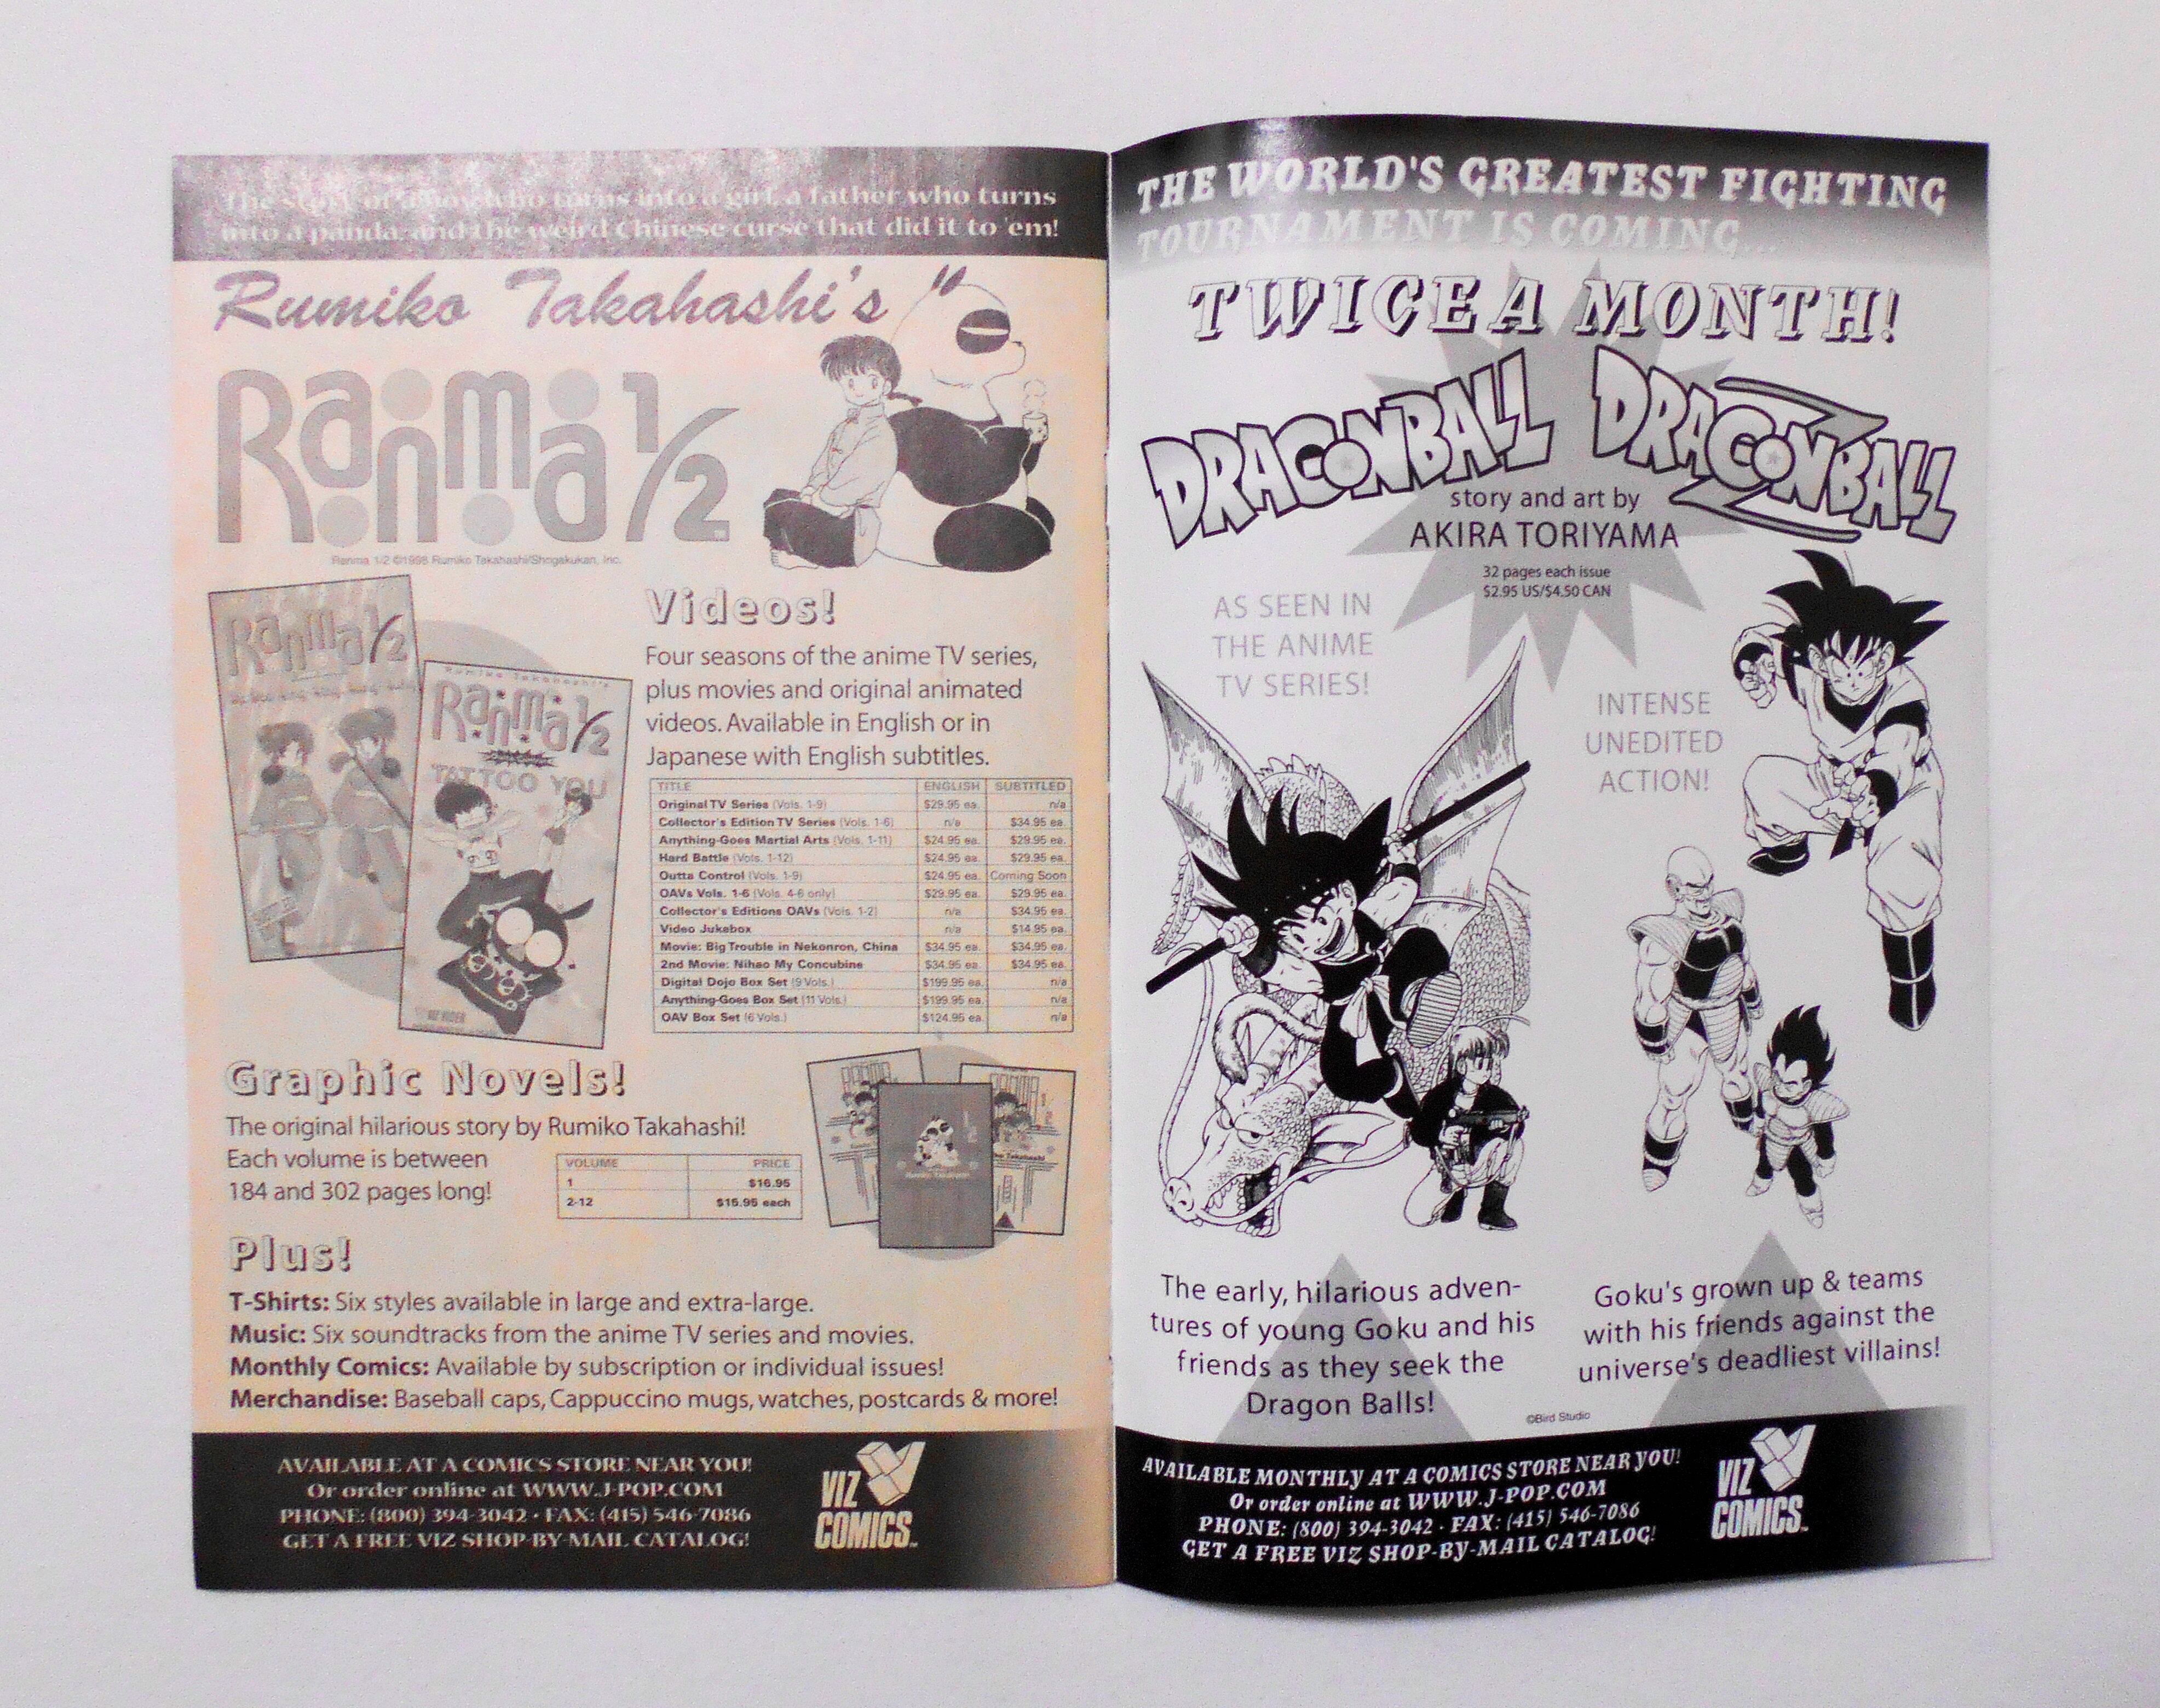 The story of a boy who turns into a girl, a father who turns
into a panda, and the weird Chinese curse that did it to 'em!
Rumiko Takahashi's
Ranma 1/2
Ranma 1/2 ©1998 Rumiko Takahashi/Shogakukan, Inc.
Ranma 1/2
Rumiko Takahashi's
Ranma 1/2
TATTOO YOU
VIZ VIDEO
Videos!
Four seasons of the anime TV series,
plus movies and original animated
videos. Available in English or in
Japanese with English subtitles.
TITLE ENGLISH SUBTITLED
Original TV Series (Vols. 1-9) $29.95 ea. n/a
Collector's Edition TV Series (Vols. 1-6) n/a $34.95 ea.
Anything-Goes Martial Arts (Vols. 1-11) $24.95 ea. $29.95 ea.
Hard Battle (Vols. 1-12) $24.95 ea. $29.95 ea.
Outta Control (Vols. 1-9) $24.95 ea. Coming Soon
OAVs Vols. 1-6 (Vols. 4-6 only) $29.95 ea. $29.95 ea.
Collector's Editions OAVs (Vols. 1-2) n/a $34.95 ea.
Video Jukebox n/a $14.95 ea.
Movie: Big Trouble in Nekonron, China $34.95 ea. $34.95 ea.
2nd Movie: Nihao My Concubine $34.95 ea. $34.95 ea.
Digital Dojo Box Set (9 Vols.) $199.95 ea. n/a
Anything-Goes Box Set (11 Vols.) $199.95 ea. n/a
OAV Box Set (6 Vols.) $124.95 ea. n/a
Graphic Novels!
The original hilarious story by Rumiko Takahashi!
Each volume is between
184 and 302 pages long!
VOLUME PRICE
1 $16.95
2-12 $15.95 each
Plus!
T-Shirts: Six styles available in large and extra-large.
Music: Six soundtracks from the anime TV series and movies.
Monthly Comics: Available by subscription or individual issues!
Merchandise: Baseball caps, Cappuccino mugs, watches, postcards & more!
AVAILABLE AT A COMICS STORE NEAR YOU!
Or order online at WWW.J-POP.COM
PHONE: (800) 394-3042 · FAX: (415) 546-7086
GET A FREE VIZ SHOP-BY-MAIL CATALOG!
VIZ
COMICS™
THE WORLD'S GREATEST FIGHTING
TOURNAMENT IS COMING...
TWICE A MONTH!
DRAGONBALL DRAGONBALL Z
story and art by
AKIRA TORIYAMA
32 pages each issue
$2.95 US/$4.50 CAN
AS SEEN IN
THE ANIME
TV SERIES!
INTENSE
UNEDITED
ACTION!
The early, hilarious adven-
tures of young Goku and his
friends as they seek the
Dragon Balls!
Goku's grown up & teams
with his friends against the
universe's deadliest villains!
©Bird Studio
AVAILABLE MONTHLY AT A COMICS STORE NEAR YOU!
Or order online at WWW.J-POP.COM
PHONE: (800) 394-3042 · FAX: (415) 546-7086
GET A FREE VIZ SHOP-BY-MAIL CATALOG!
VIZ
COMICS™